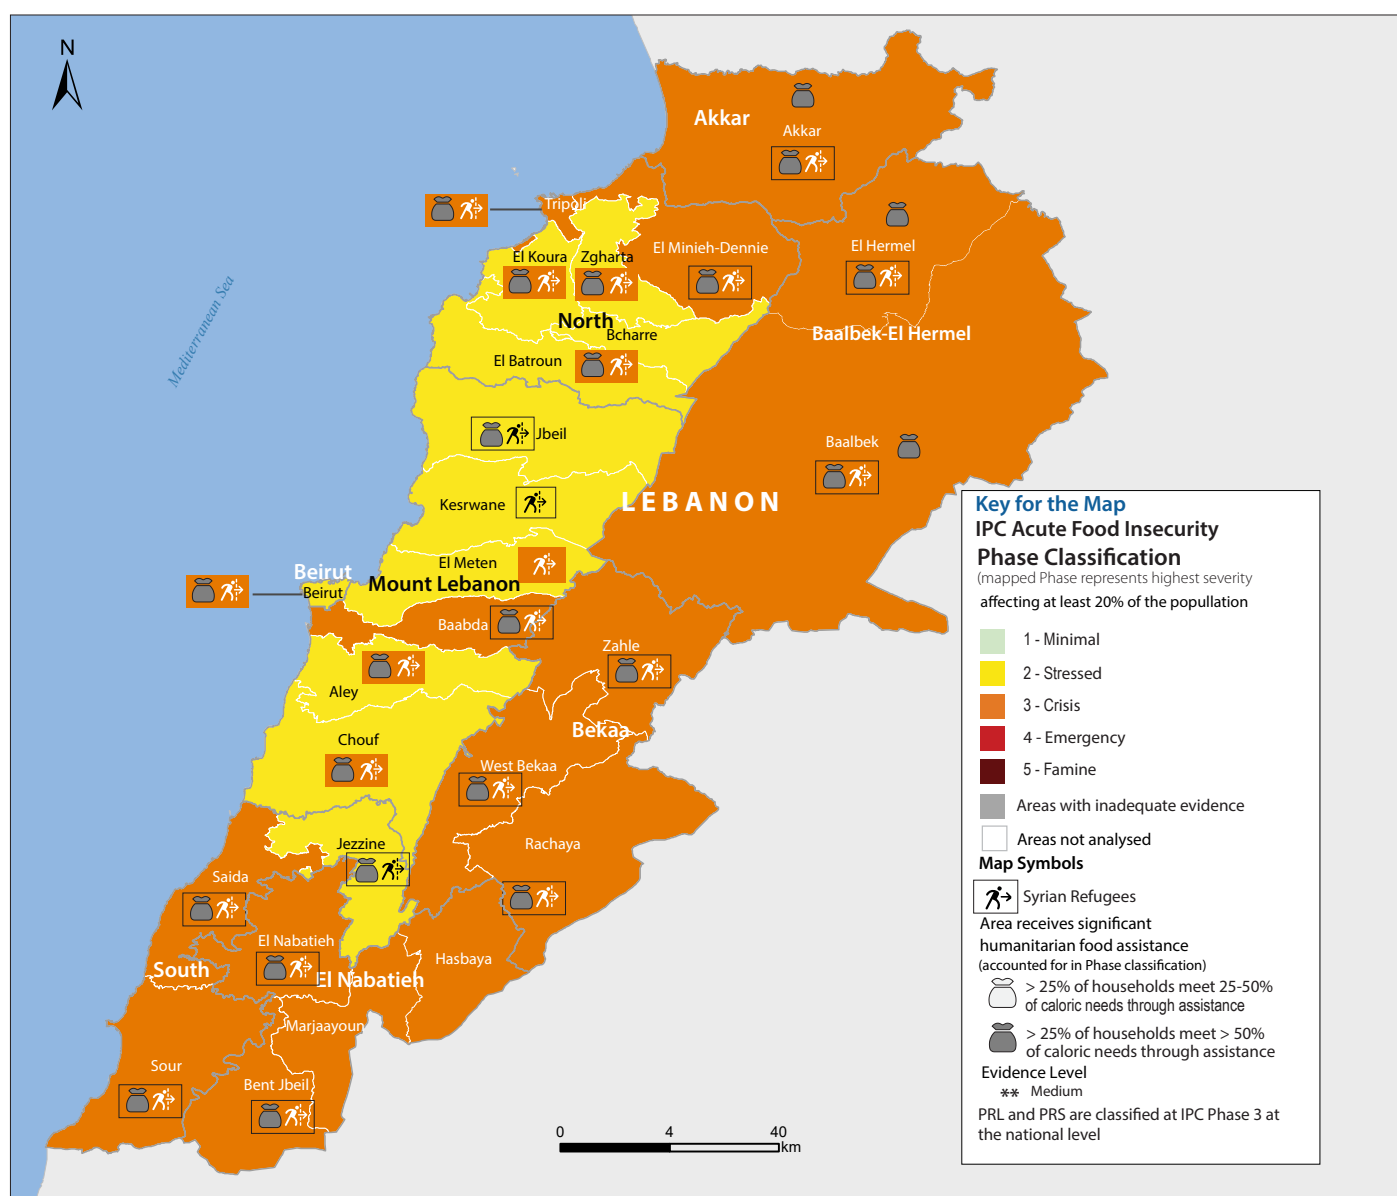 N
Akkar
Akkar
Tripoli
El Koura
Zgharta
El Minieh-Dennie
El Hermel
North
Bcharre
Baalbek-El Hermel
El Batroun
Mediterranean Sea
Jbeil
Baalbek
Kesrwane
LEBANON
El Meten
Beirut
Mount Lebanon
Beirut
Baabda
Zahle
Aley
Bekaa
Chouf
West Bekaa
Jezzine
Rachaya
Saida
El Nabatieh
Hasbaya
South
El Nabatieh
Marjaayoun
Sour
Bent Jbeil
0 4 40
km
Key for the Map
IPC Acute Food Insecurity
Phase Classification
(mapped Phase represents highest severity
affecting at least 20% of the popullation
1 - Minimal
2 - Stressed
3 - Crisis
4 - Emergency
5 - Famine
Areas with inadequate evidence
Areas not analysed
Map Symbols
Syrian Refugees
Area receives significant
humanitarian food assistance
(accounted for in Phase classification)
> 25% of households meet 25-50%
of caloric needs through assistance
> 25% of households meet > 50%
of caloric needs through assistance
Evidence Level
** Medium
PRL and PRS are classified at IPC Phase 3 at
the national level